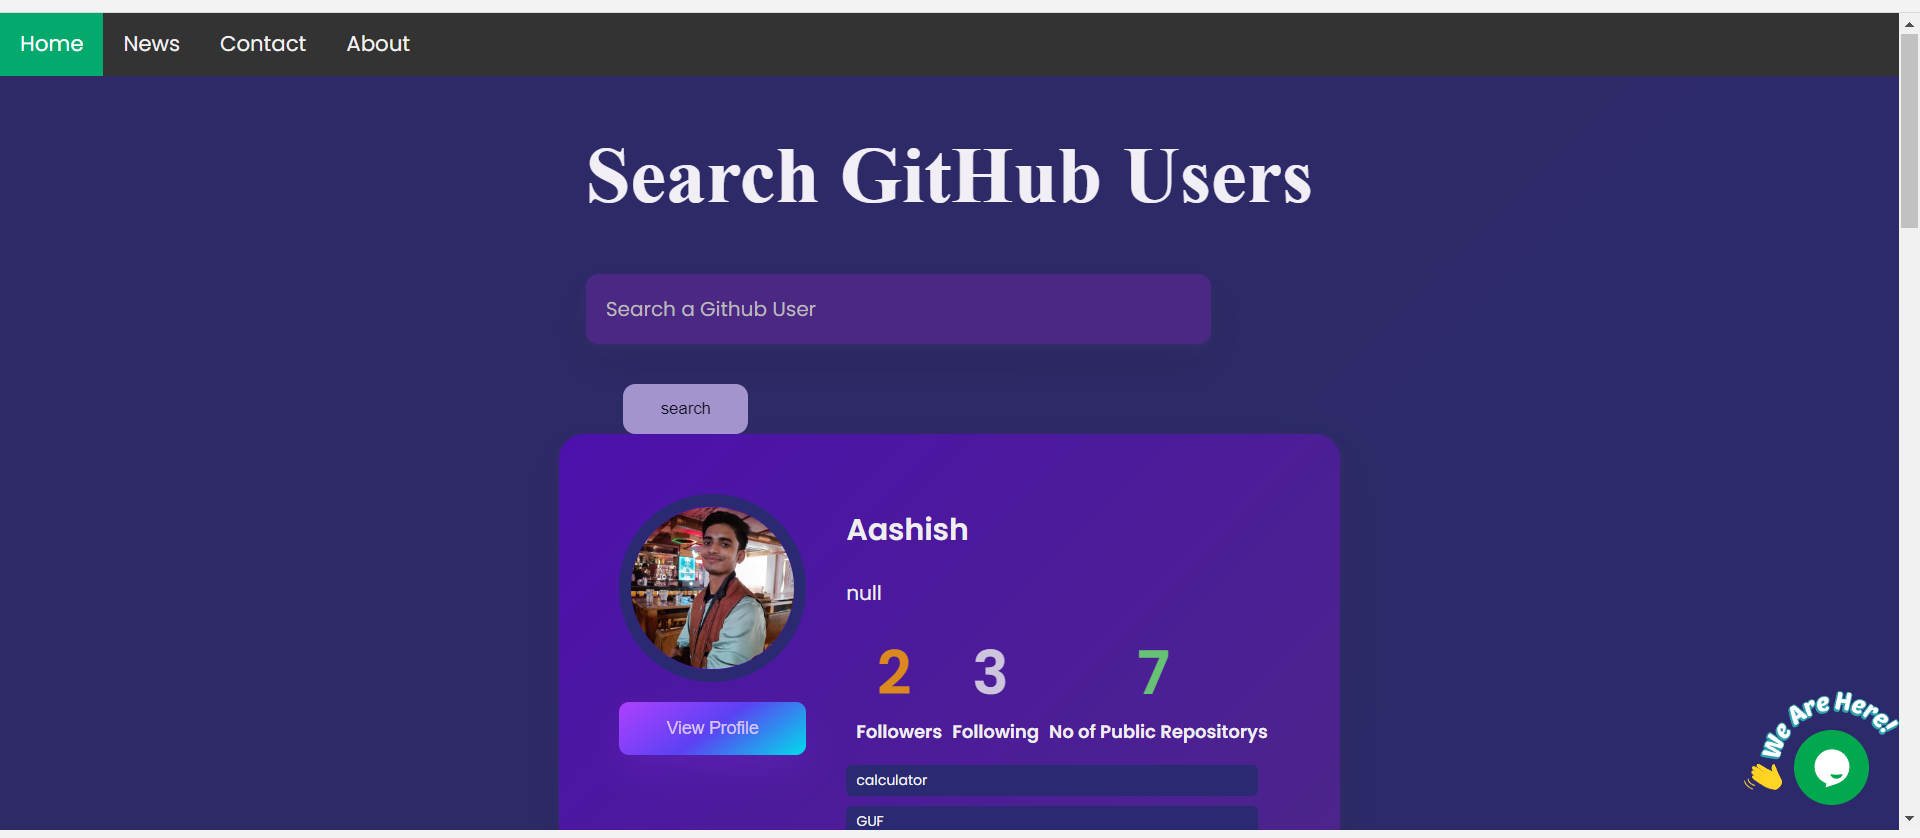 Home News Contact About
Search GitHub Users
Search a Github User
search
Aashish
null
2 3 7
Followers Following No of Public Repositorys
View Profile
calculator
GUF
We Are Here!